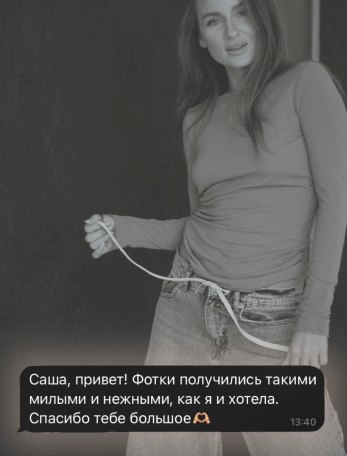 Саша, привет! Фотки получились такими
милыми и нежными, как я и хотела.
Спасибо тебе большое🫶🏼
13:40